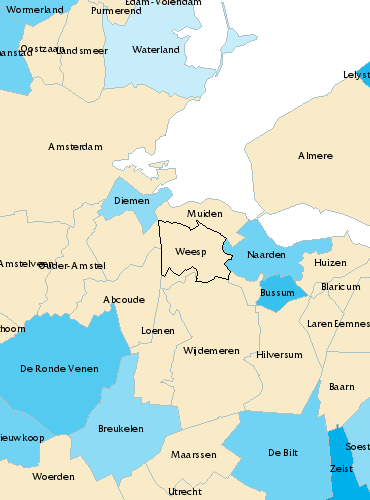 Edam-Volendam
Wormerland
Purmerend
Oostzaan
Landsmeer
Waterland
aanstad
Lelyst
Amsterdam
Almere
Diemen
Muiden
Weesp
Naarden
Amstelveen
Ouder-Amstel
Huizen
Bussum
Blaricum
Abcoude
Loenen
Laren
Eemnes
hoorn
Wijdemeren
Hilversum
De Ronde Venen
Baarn
Breukelen
ieuwkoop
Maarssen
De Bilt
Soest
Zeist
Woerden
Utrecht